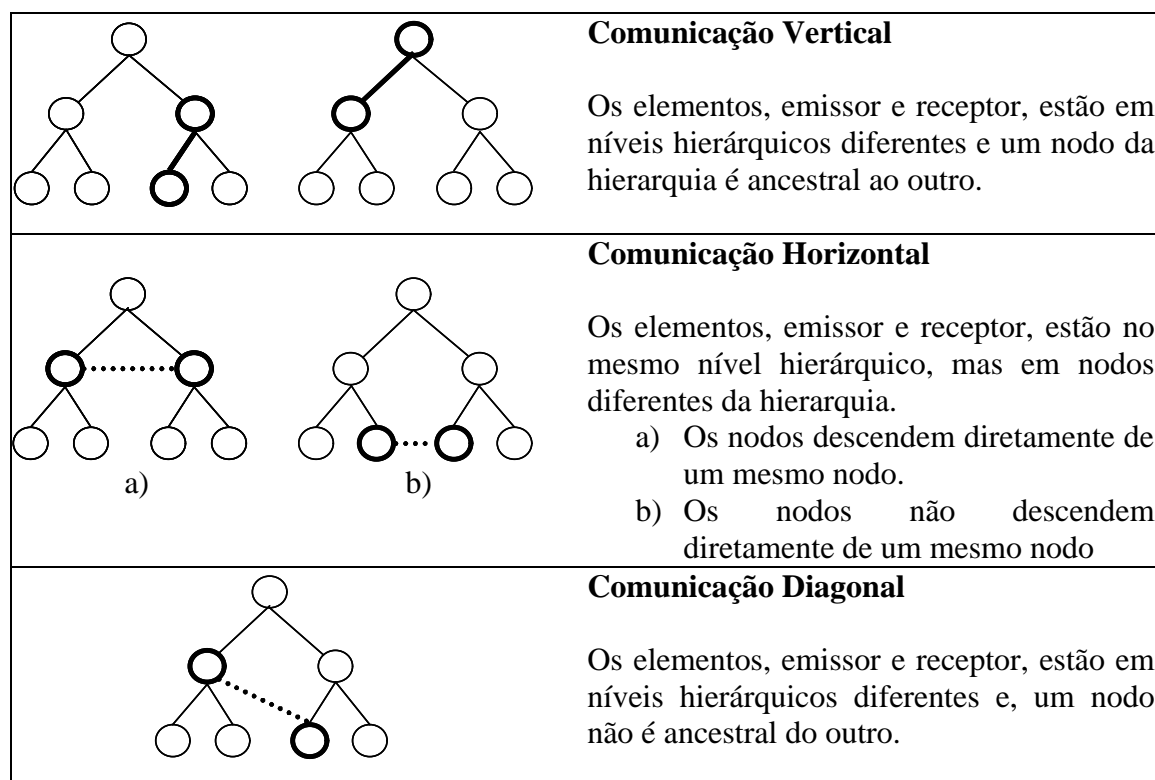 Comunicação Vertical
Os elementos, emissor e receptor, estão em
níveis hierárquicos diferentes e um nodo da
hierarquia é ancestral ao outro.
Comunicação Horizontal
Os elementos, emissor e receptor, estão no
mesmo nível hierárquico, mas em nodos
diferentes da hierarquia.
a) Os nodos descendem diretamente de
um mesmo nodo.
b) Os nodos não descendem
diretamente de um mesmo nodo
a) b)
Comunicação Diagonal
Os elementos, emissor e receptor, estão em
níveis hierárquicos diferentes e, um nodo
não é ancestral do outro.